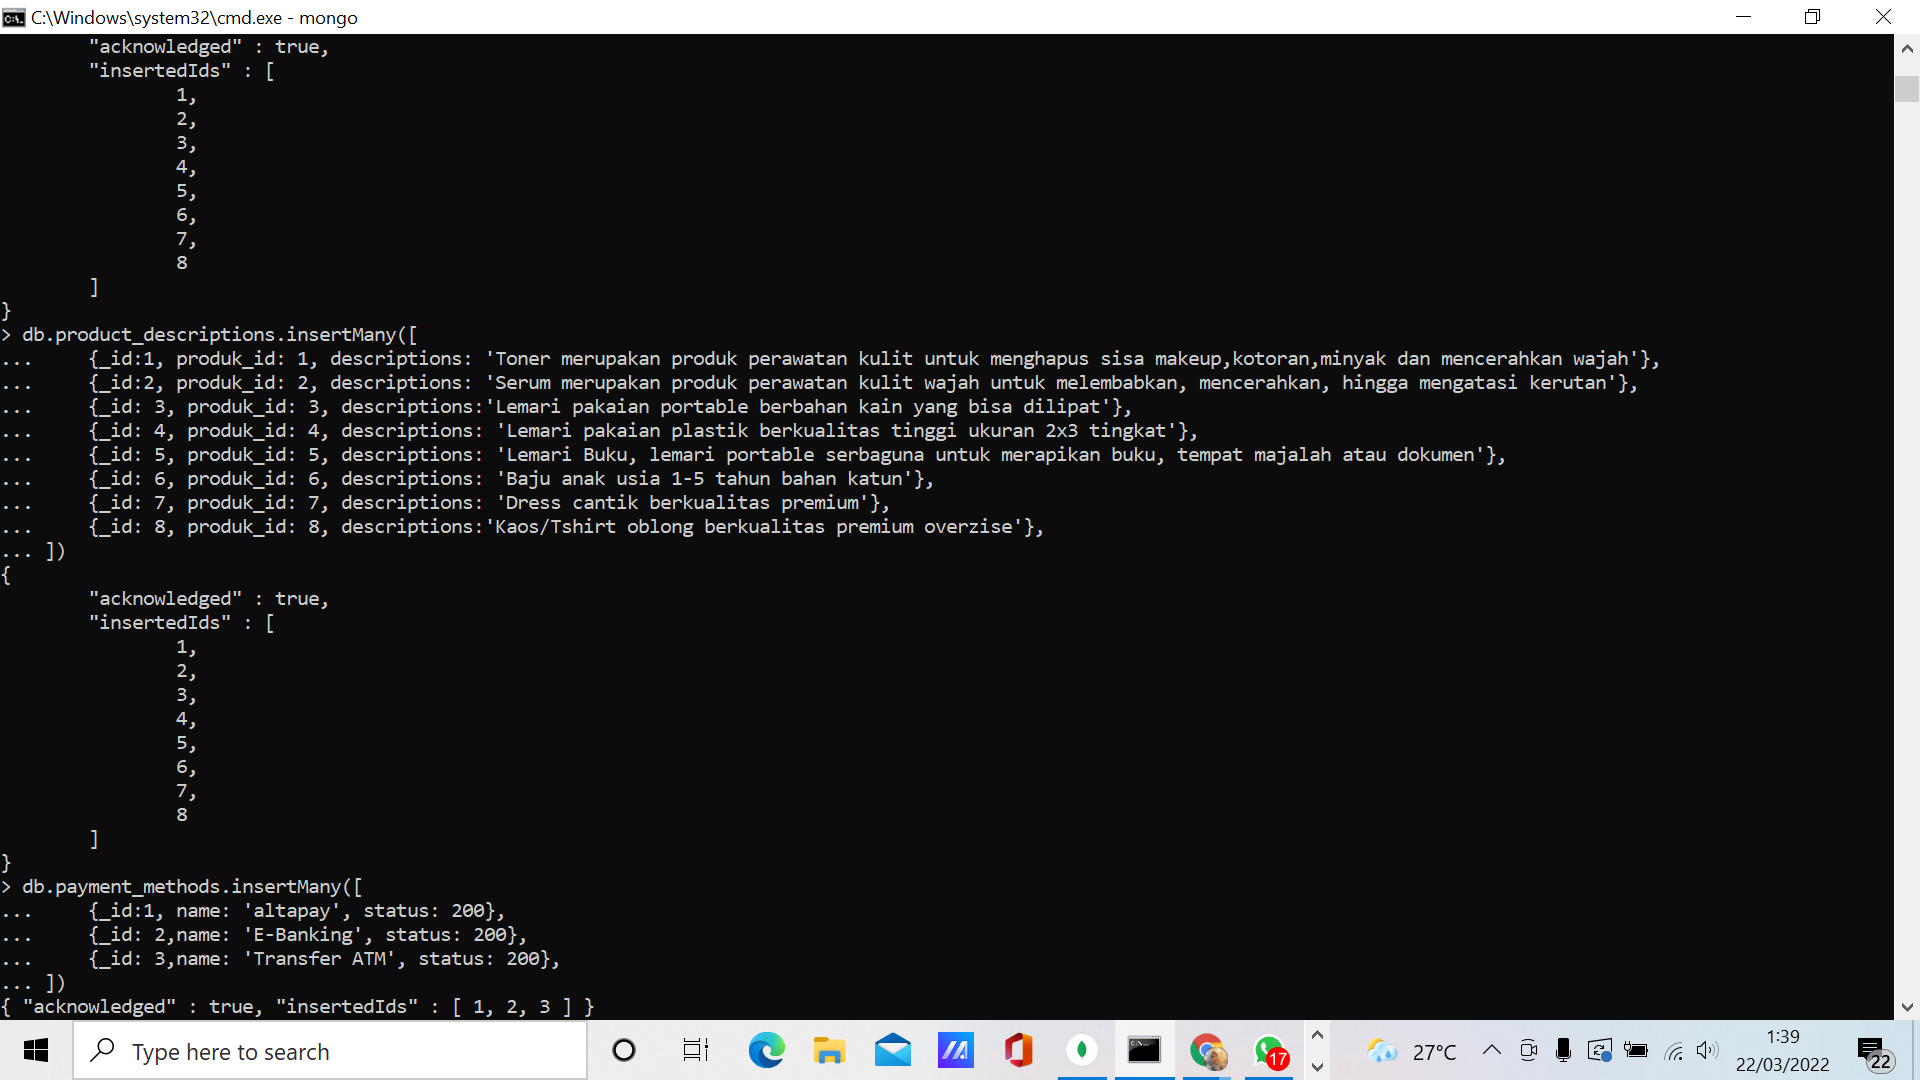 C:\Windows\system32\cmd.exe - mongo
"acknowledged" : true,
"insertedIds" : [
1,
2,
3,
4,
5,
6,
7,
8
]
}
> db.product_descriptions.insertMany([
...     {_id:1, produk_id: 1, descriptions: 'Toner merupakan produk perawatan kulit untuk menghapus sisa makeup,kotoran,minyak dan mencerahkan wajah'},
...     {_id:2, produk_id: 2, descriptions: 'Serum merupakan produk perawatan kulit wajah untuk melembabkan, mencerahkan, hingga mengatasi kerutan'},
...     {_id: 3, produk_id: 3, descriptions:'Lemari pakaian portable berbahan kain yang bisa dilipat'},
...     {_id: 4, produk_id: 4, descriptions: 'Lemari pakaian plastik berkualitas tinggi ukuran 2x3 tingkat'},
...     {_id: 5, produk_id: 5, descriptions: 'Lemari Buku, lemari portable serbaguna untuk merapikan buku, tempat majalah atau dokumen'},
...     {_id: 6, produk_id: 6, descriptions: 'Baju anak usia 1-5 tahun bahan katun'},
...     {_id: 7, produk_id: 7, descriptions: 'Dress cantik berkualitas premium'},
...     {_id: 8, produk_id: 8, descriptions:'Kaos/Tshirt oblong berkualitas premium overzise'},
... ])
{
"acknowledged" : true,
"insertedIds" : [
1,
2,
3,
4,
5,
6,
7,
8
]
}
> db.payment_methods.insertMany([
...     {_id:1, name: 'altapay', status: 200},
...     {_id: 2,name: 'E-Banking', status: 200},
...     {_id: 3,name: 'Transfer ATM', status: 200},
... ])
{ "acknowledged" : true, "insertedIds" : [ 1, 2, 3 ] }
Type here to search
17
27°C
1:39
22/03/2022
22